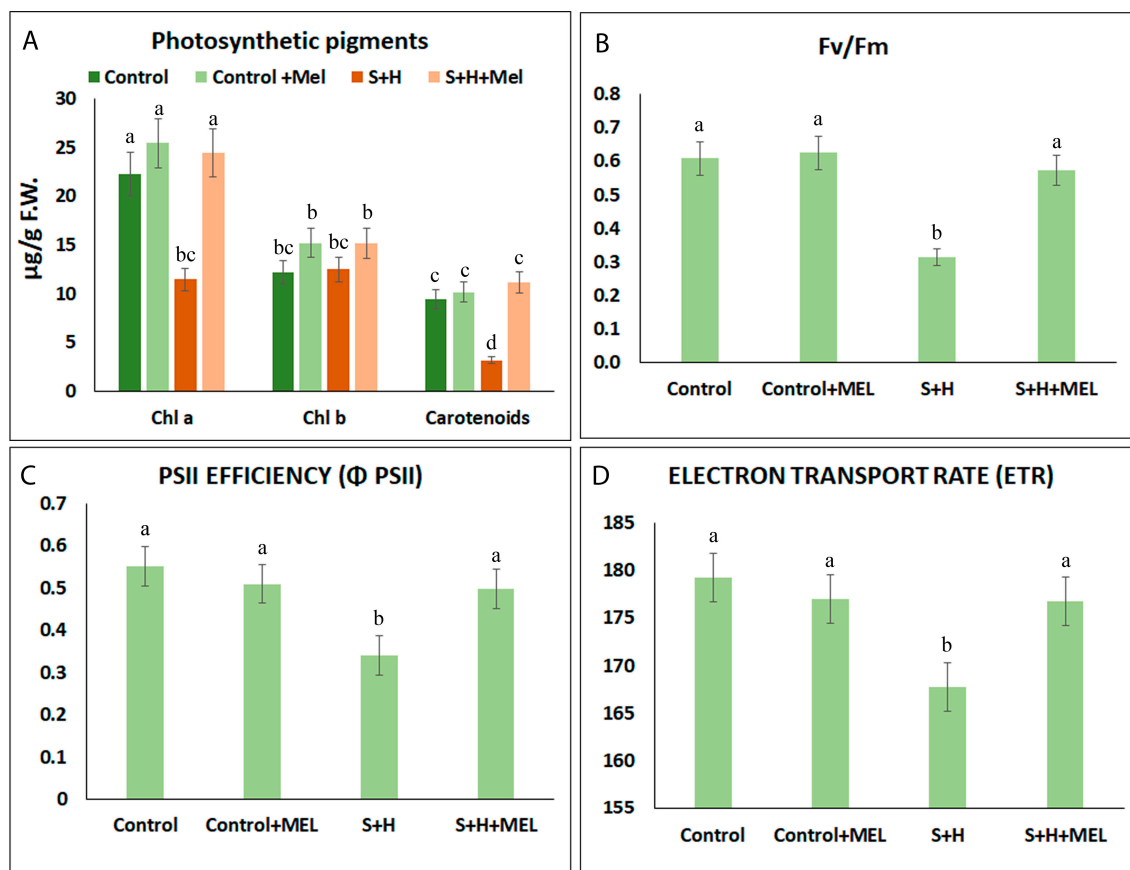 A
Photosynthetic pigments
Control Control +Mel S+H S+H+Mel
µg/g F.W.
30
25
20
15
10
5
0
a a bc a
bc b bc b
c c d c
Chl a Chl b Carotenoids
B
Fv/Fm
0.8
0.7
0.6
0.5
0.4
0.3
0.2
0.1
0.0
a a b a
Control Control+MEL S+H S+H+MEL
C
PSII EFFICIENCY (Φ PSII)
0.7
0.6
0.5
0.4
0.3
0.2
0.1
0
a a b a
Control Control+MEL S+H S+H+MEL
D
ELECTRON TRANSPORT RATE (ETR)
185
180
175
170
165
160
155
a a b a
Control Control+MEL S+H S+H+MEL